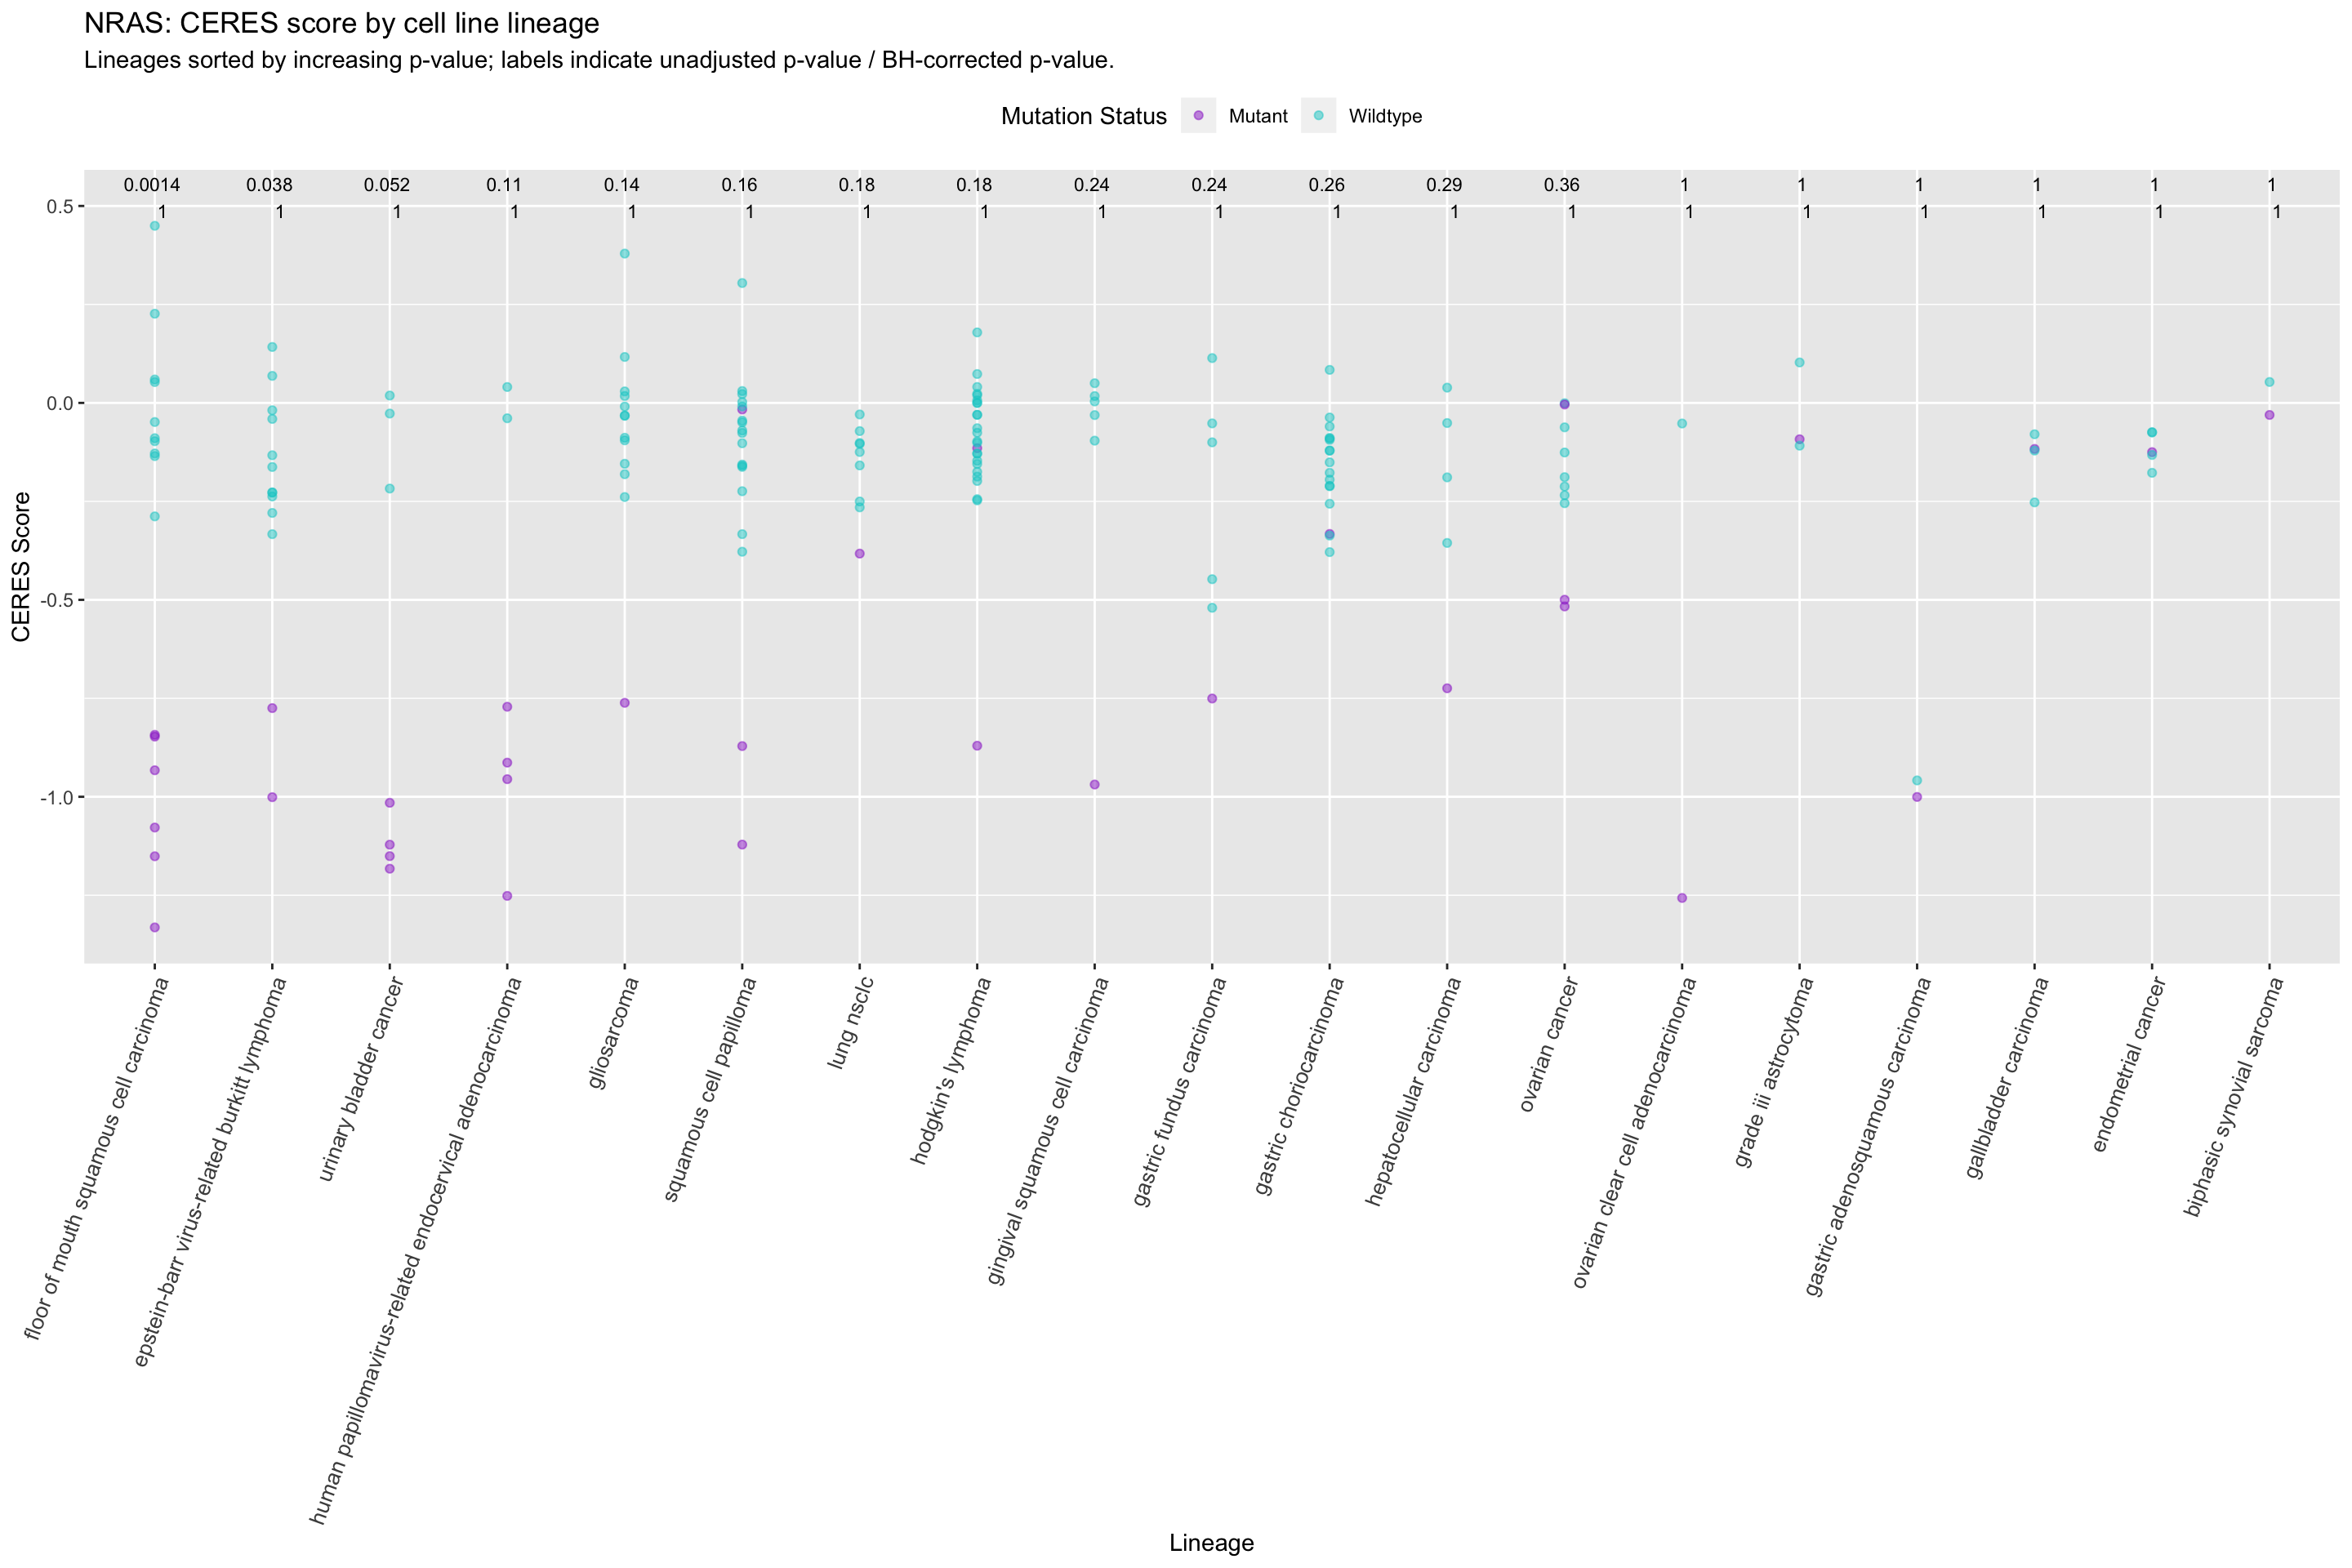 NRAS: CERES score by cell line lineage
Lineages sorted by increasing p-value; labels indicate unadjusted p-value / BH-corrected p-value.
Mutation Status Mutant Wildtype
0.0014 0.038 0.052 0.11 0.14 0.16 0.18 0.18 0.24 0.24 0.26 0.29 0.36 1 1 1 1 1 1
1 1 1 1 1 1 1 1 1 1 1 1 1 1 1 1 1 1 1
0.5
0.0
-0.5
-1.0
CERES Score
floor of mouth squamous cell carcinoma
epstein-barr virus-related burkitt lymphoma
urinary bladder cancer
human papillomavirus-related endocervical adenocarcinoma
gliosarcoma
squamous cell papilloma
lung nsclc
hodgkin's lymphoma
gingival squamous cell carcinoma
gastric fundus carcinoma
gastric choriocarcinoma
hepatocellular carcinoma
ovarian cancer
ovarian clear cell adenocarcinoma
grade iii astrocytoma
gastric adenosquamous carcinoma
gallbladder carcinoma
endometrial cancer
biphasic synovial sarcoma
Lineage